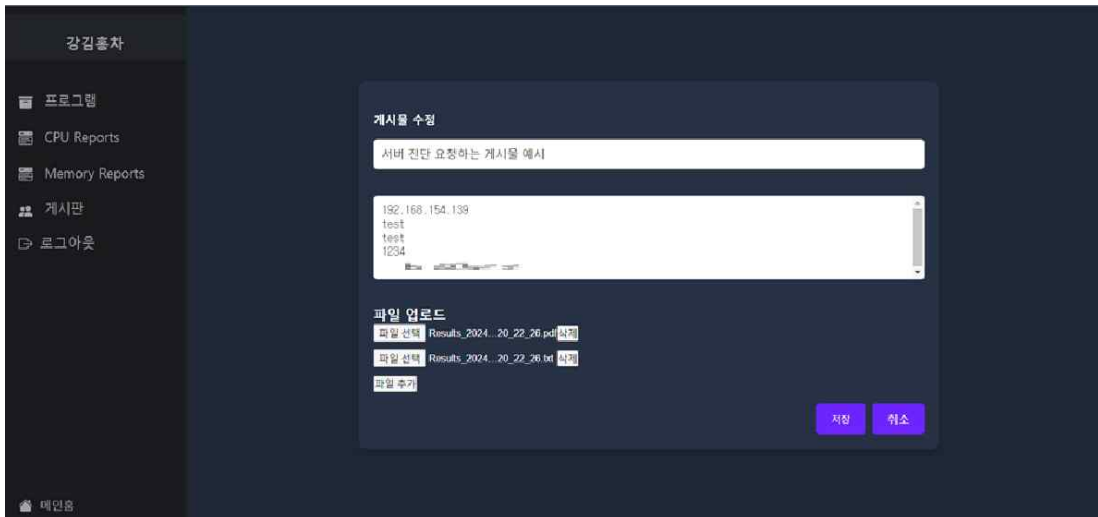 강김홍차
프로그램
CPU Reports
Memory Reports
게시판
로그아웃
메인홈
게시물 수정
서버 진단 요청하는 게시물 예시
192.168.154.139
test
test
1234
파일 업로드
파일 선택 Results_2024...20_22_26.pdf 삭제
파일 선택 Results_2024...20_22_26.txt 삭제
파일 추가
저장 취소